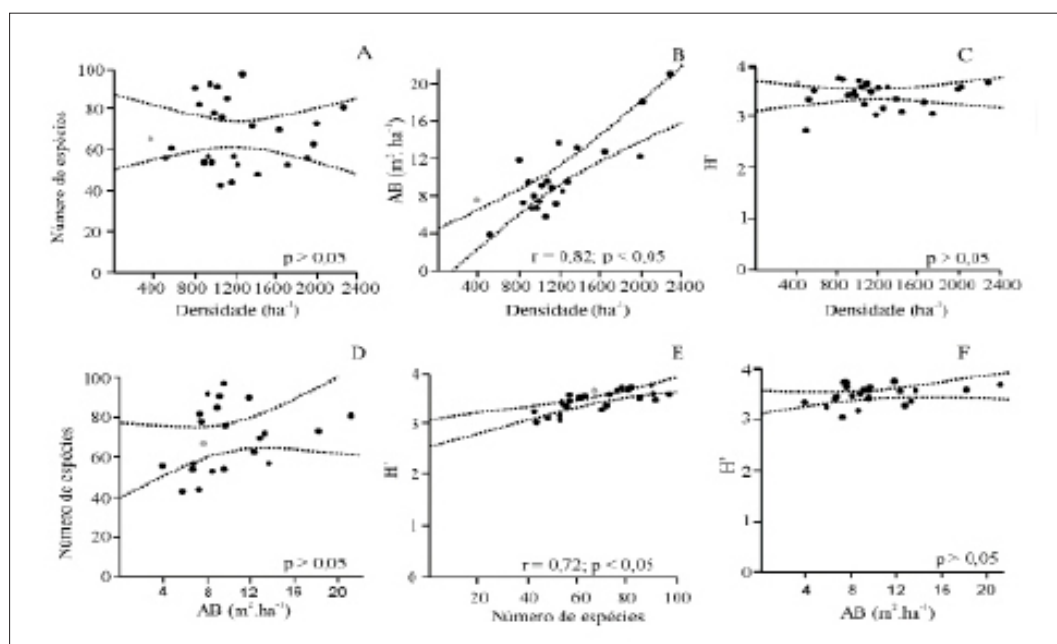 A
Número de espécies
100
80
60
40
20
0
p > 0,05
400 800 1200 1600 2000 2400
Densidade (ha⁻¹)
B
AB (m². ha⁻¹)
20
16
12
8
4
0
r = 0,82; p < 0,05
400 800 1200 1600 2000 2400
Densidade (ha⁻¹)
C
H'
4
3
2
1
0
p > 0,05
400 800 1200 1600 2000 2400
Densidade (ha⁻¹)
D
Número de espécies
100
80
60
40
20
0
p > 0,05
4 8 12 16 20
AB (m².ha⁻¹)
E
H'
4
3
2
1
0
r = 0,72; p < 0,05
20 40 60 80 100
Número de espécies
F
H'
4
3
2
1
0
p > 0,05
4 8 12 16 20
AB (m².ha⁻¹)